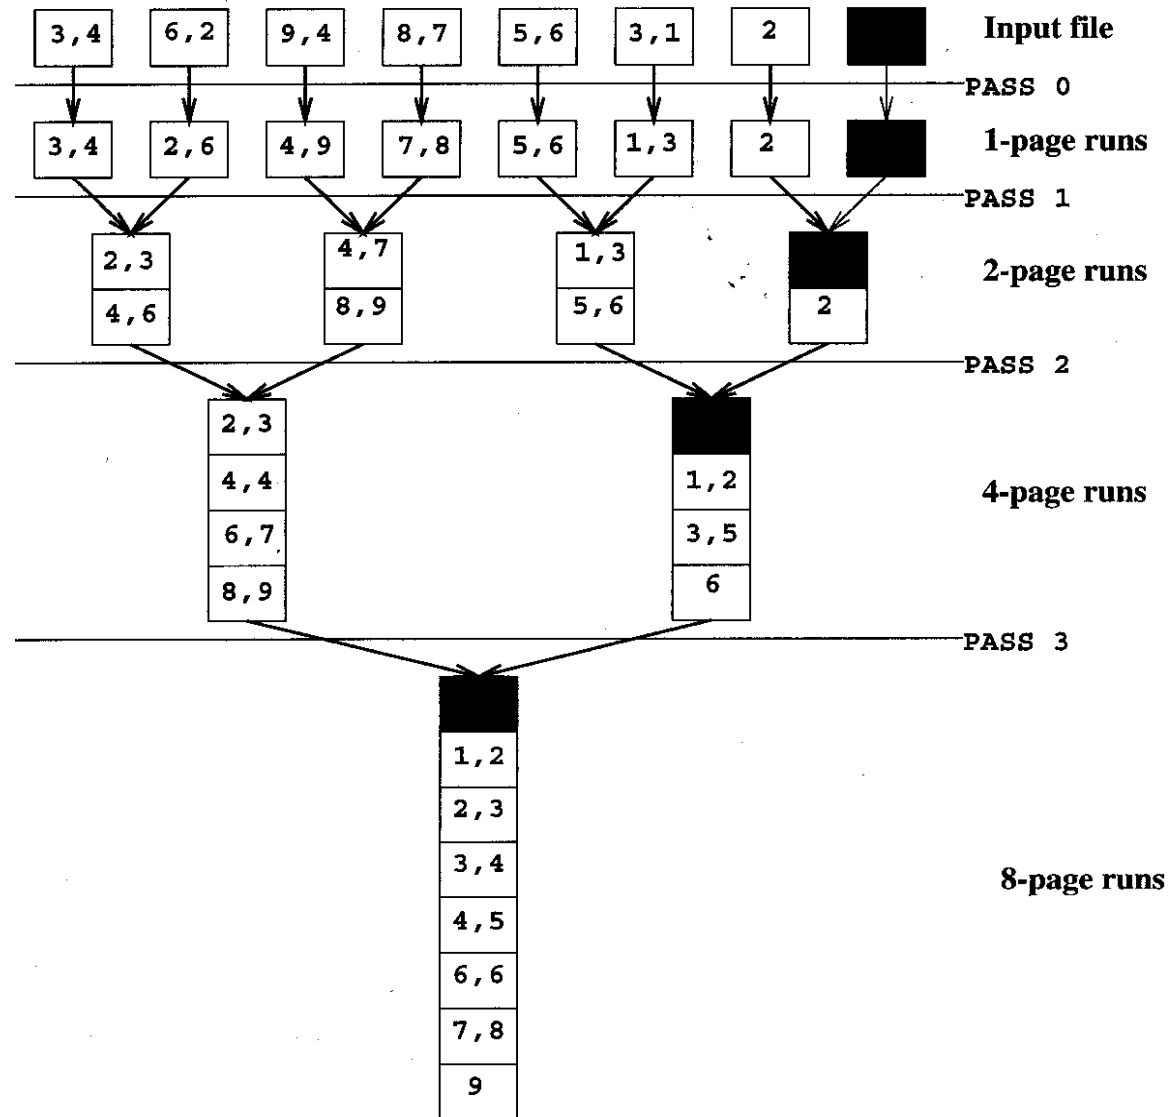 3,4 6,2 9,4 8,7 5,6 3,1 2 Input file
PASS 0
3,4 2,6 4,9 7,8 5,6 1,3 2 1-page runs
PASS 1
2,3 4,7 1,3 2-page runs
4,6 8,9 5,6 2
PASS 2
2,3
4,4 1,2 4-page runs
6,7 3,5
8,9 6
PASS 3
1,2
2,3
3,4 8-page runs
4,5
6,6
7,8
9